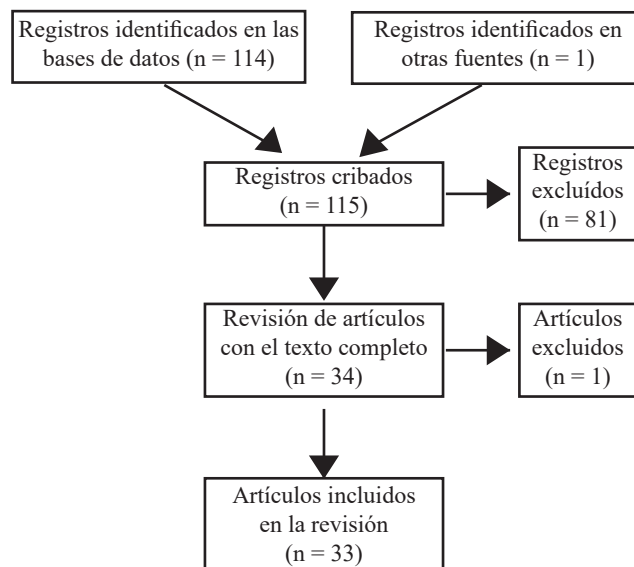 Registros identificados en las
bases de datos (n = 114)
Registros identificados en
otras fuentes (n = 1)
Registros cribados
(n = 115)
Registros
excluídos
(n = 81)
Revisión de artículos
con el texto completo
(n = 34)
Artículos
excluidos
(n = 1)
Artículos incluidos
en la revisión
(n = 33)